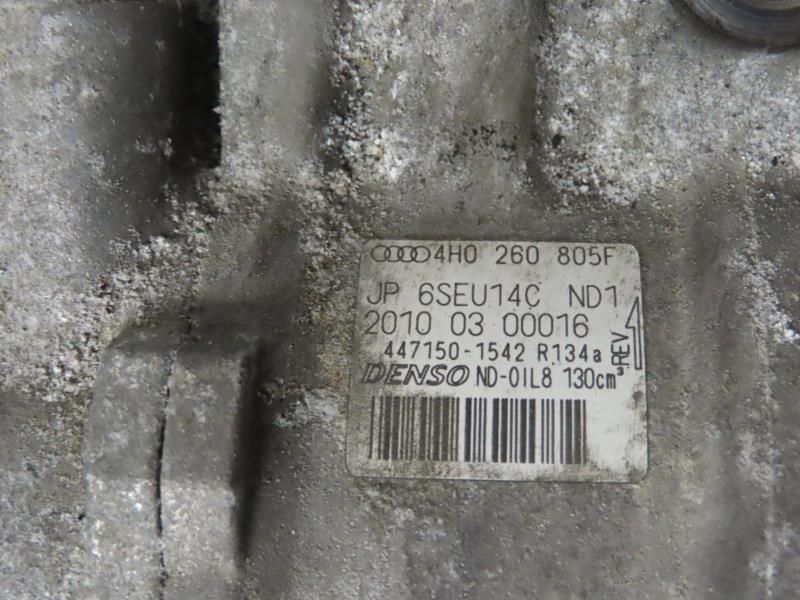 4H0 260 805F
JP 6SEU14C ND1
2010 03 00016
447150-1542 R134a
DENSO ND-OIL8 130cm³
REV